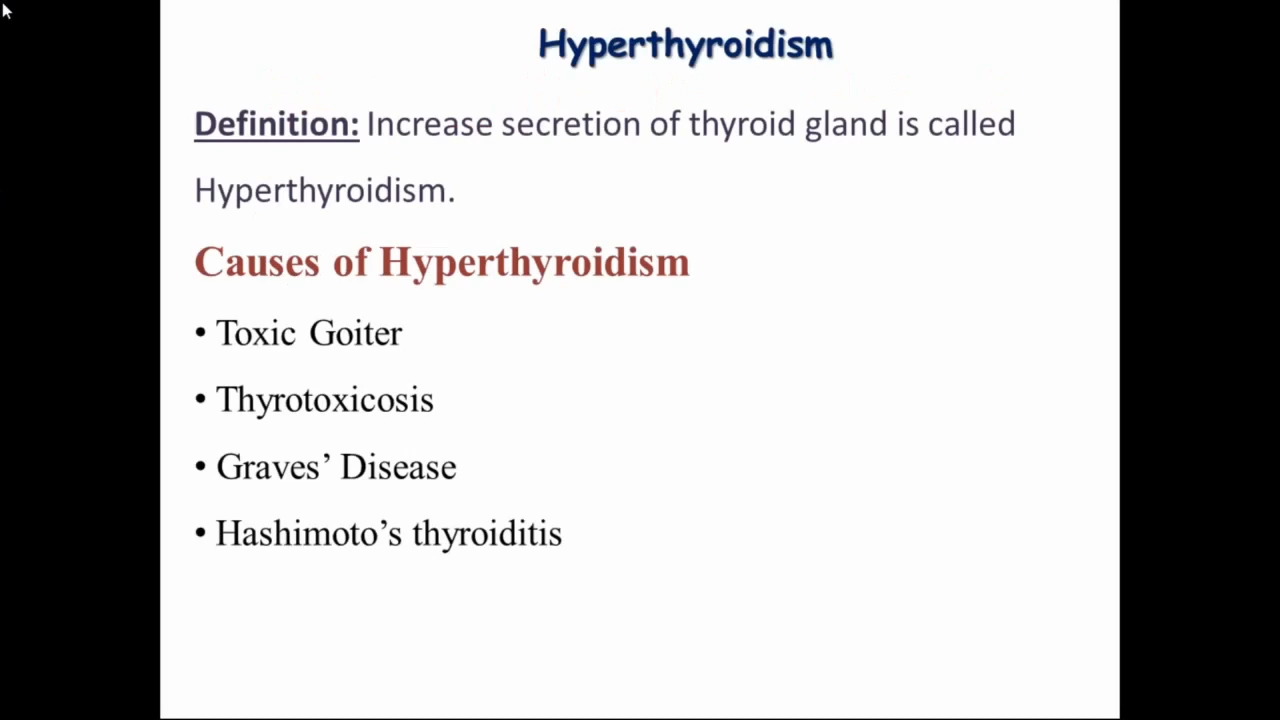 Hyperthyroidism
Definition: Increase secretion of thyroid gland is called
Hyperthyroidism.
Causes of Hyperthyroidism
• Toxic Goiter
• Thyrotoxicosis
• Graves’ Disease
• Hashimoto’s thyroiditis